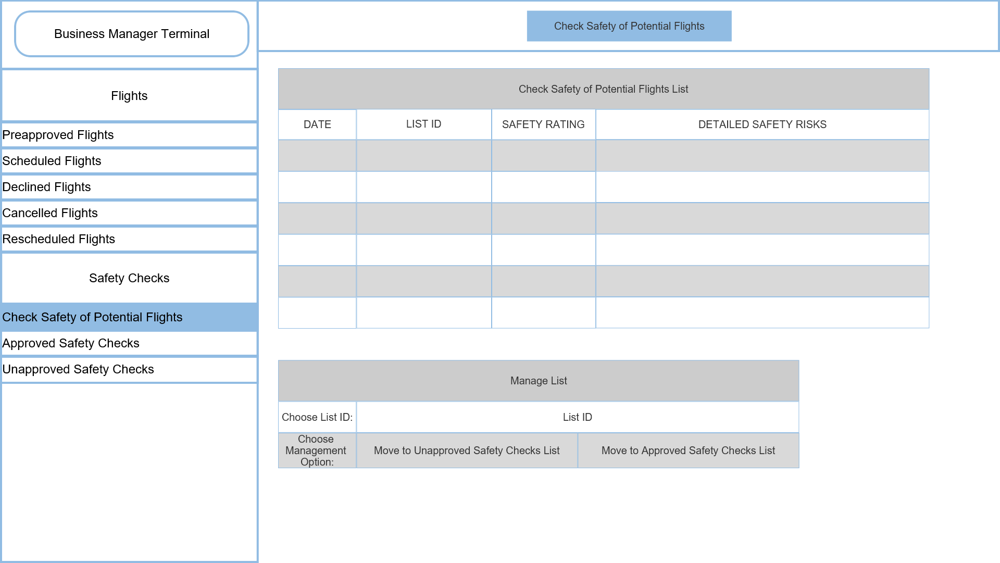 Business Manager Terminal
Flights
Preapproved Flights
Scheduled Flights
Declined Flights
Cancelled Flights
Rescheduled Flights
Safety Checks
Check Safety of Potential Flights
Approved Safety Checks
Unapproved Safety Checks
Check Safety of Potential Flights
Check Safety of Potential Flights List
DATE
LIST ID
SAFETY RATING
DETAILED SAFETY RISKS
Manage List
Choose List ID:
List ID
Choose
Management
Option:
Move to Unapproved Safety Checks List
Move to Approved Safety Checks List